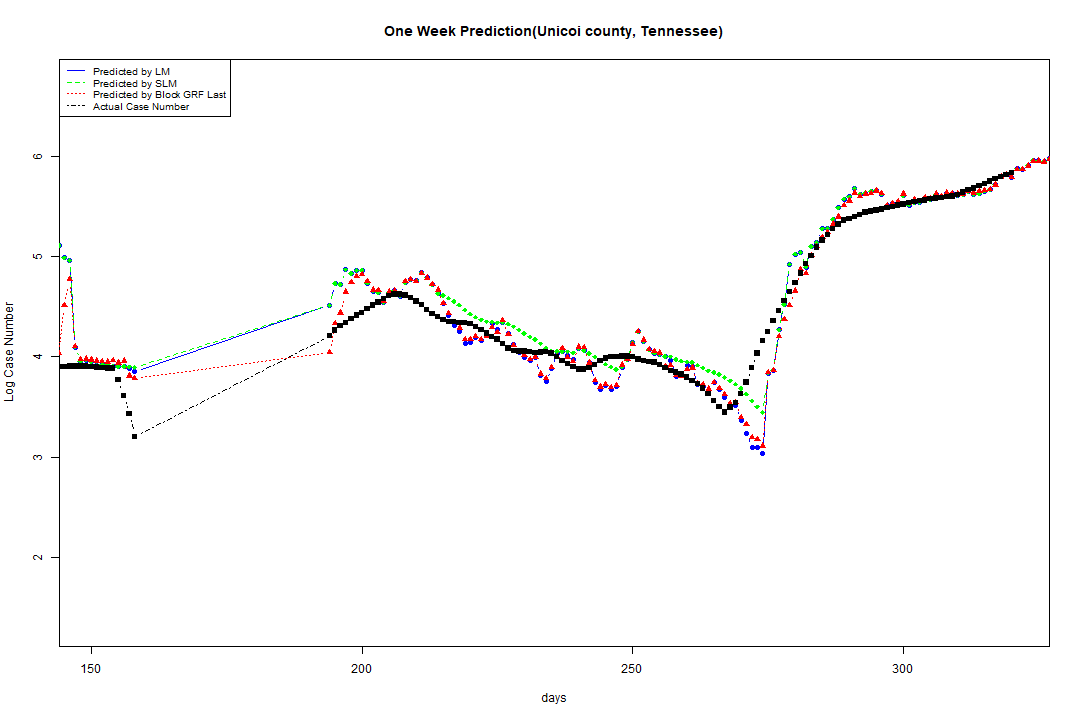 One Week Prediction(Unicoi county, Tennessee)
Predicted by LM
Predicted by SLM
Predicted by Block GRF Last
Actual Case Number
6
5
4
3
2
Log Case Number
150 200 250 300
days